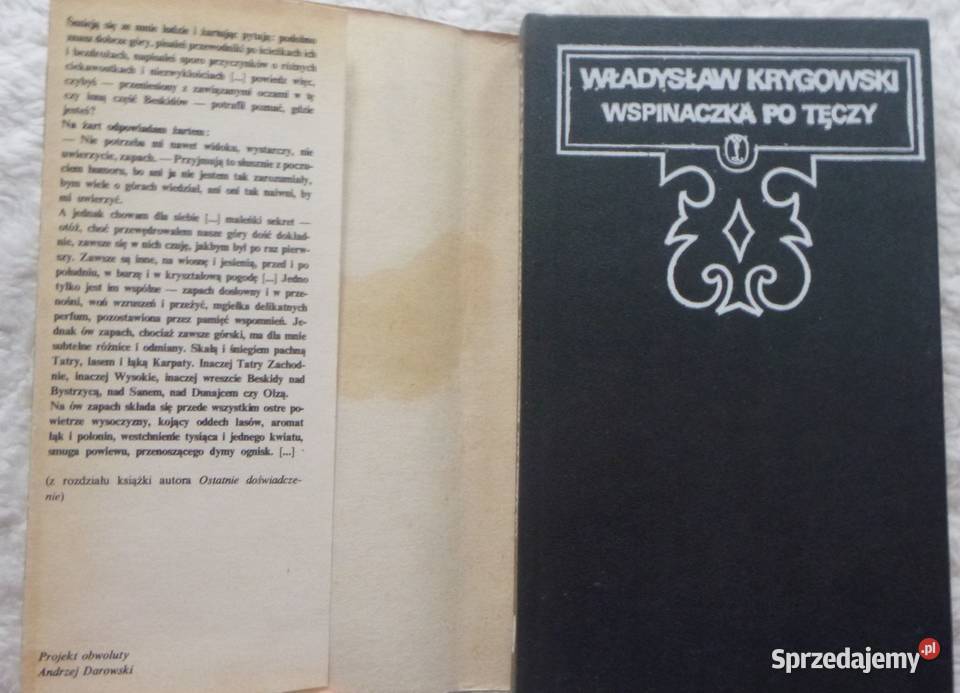 Śmieją się ze mnie ludzie i żartując pytają: podobno
znasz dobrze góry, pisałeś przewodniki po ścieżkach ich
i bezdrożach, napisałeś sporo przyczynków o różnych
ciekawostkach i niezwykłościach [...] powiedz więc,
czybyś — przeniesiony z zawiązanymi oczami w tę
czy inną część Beskidów — potrafił poznać, gdzie
jesteś?
Na żart odpowiadam żartem:
— Nie potrzeba mi nawet widoku, wystarczy, nie
uwierzycie, zapach. — Przyjmują to słusznie z poczu-
ciem humoru, bo ani ja nie jestem tak zarozumiały,
bym wiele o górach wiedział, ani oni tak naiwni, by
mi uwierzyć.
A jednak chowam dla siebie [...] maleńki sekret —
otóż, choć przewędrowałem nasze góry dość dokład-
nie, zawsze się w nich czuję, jakbym był po raz pierw-
szy. Zawsze są inne, na wiosnę i jesienią, przed i po
południu, w burzę i w kryształową pogodę [...] Jedno
tylko jest im wspólne — zapach dosłowny i w prze-
nośni, woń wzruszeń i przeżyć, mgiełka delikatnych
perfum, pozostawiona przez pamięć wspomnień. Je-
dnak ów zapach, chociaż zawsze górski, ma dla mnie
subtelne różnice i odmiany. Skałą i śniegiem pachną
Tatry, lasem i łąką Karpaty. Inaczej Tatry Zachod-
nie, inaczej Wysokie, inaczej wreszcie Beskidy nad
Bystrzycą, nad Sanem, nad Dunajcem czy Olzą.
Na ów zapach składa się przede wszystkim ostre po-
wietrze wysoczyzny, kojący oddech lasów, aromat
łąk i połonin, westchnienie tysiąca i jednego kwiatu,
smuga powiewu, przenoszącego dymy ognisk. [...]
(z rozdziału książki autora Ostatnie doświadcze-
nie)
Projekt obwoluty
Andrzej Darowski
WŁADYSŁAW KRYGOWSKI
WSPINACZKA PO TĘCZY
Sprzedajemy.pl